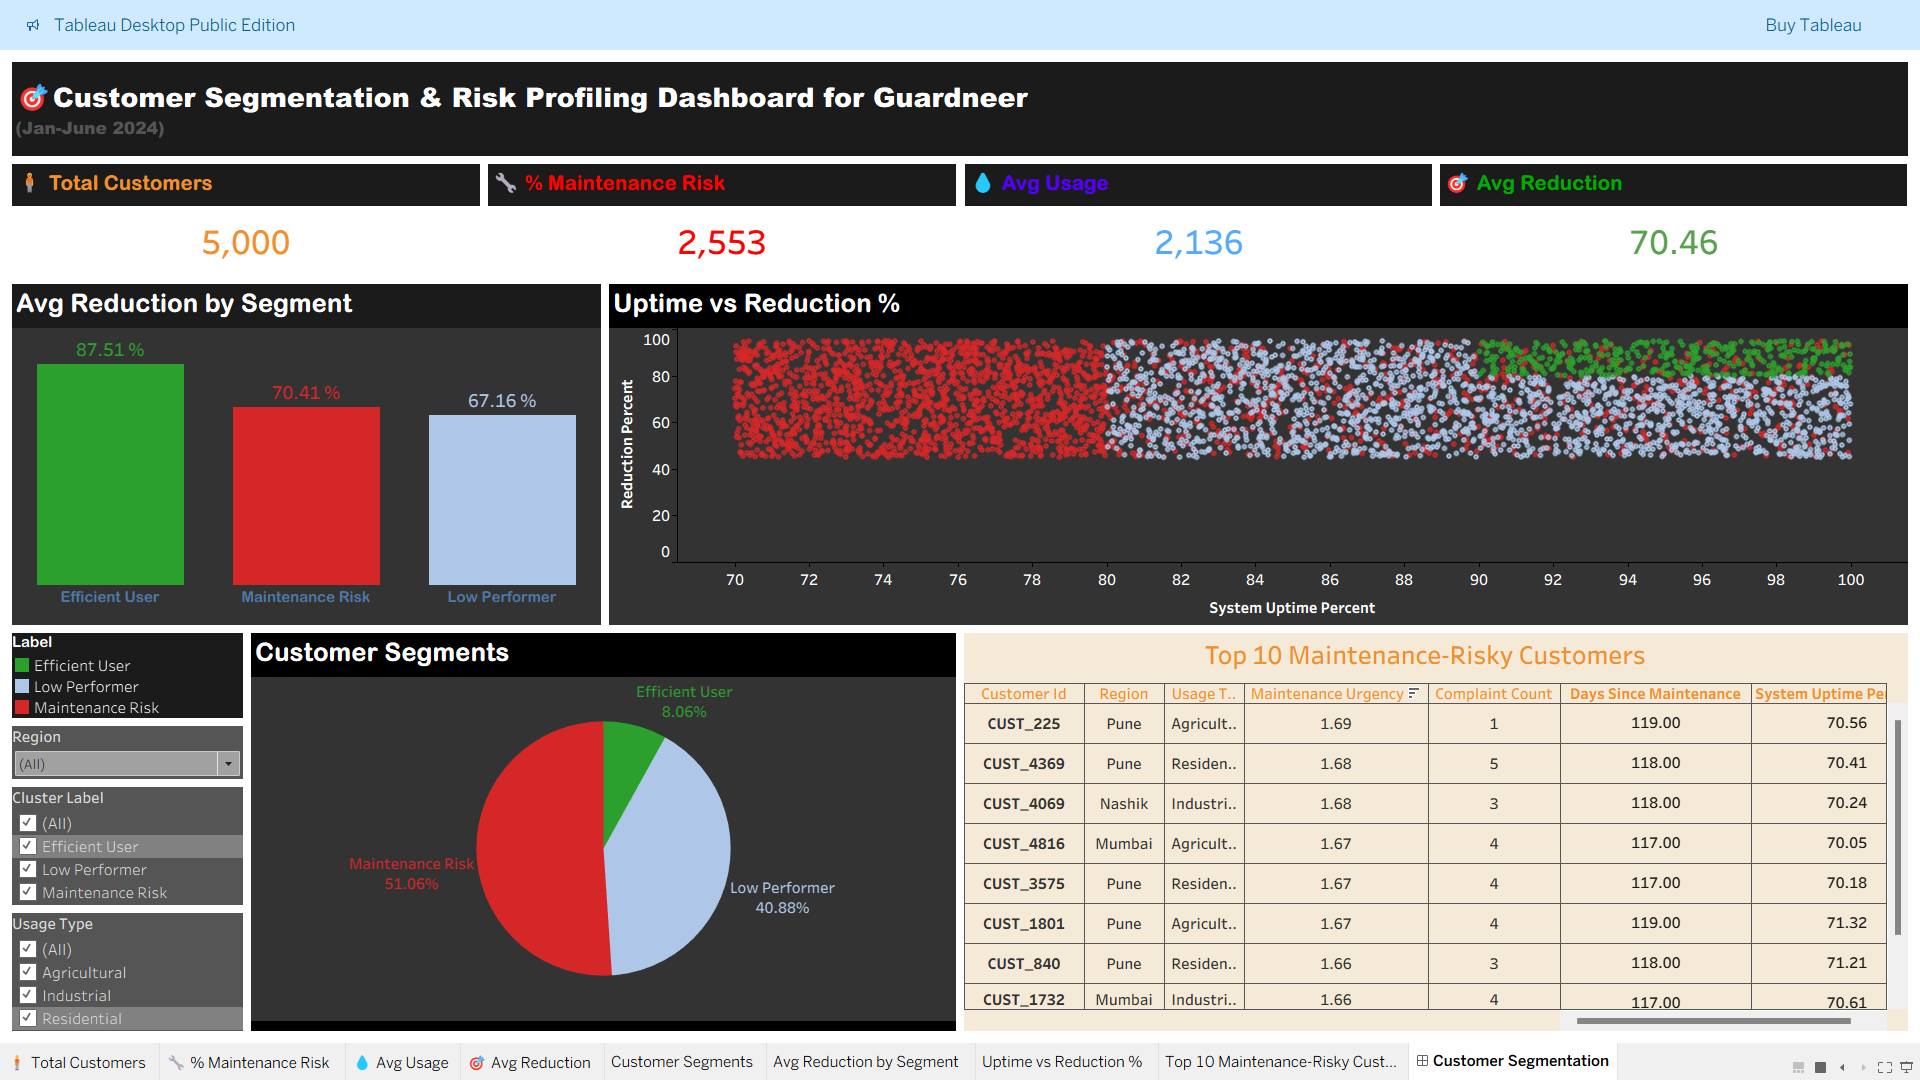 Tableau Desktop Public Edition
Buy Tableau
Customer Segmentation & Risk Profiling Dashboard for Guardneer
(Jan-June 2024)
Total Customers
% Maintenance Risk
Avg Usage
Avg Reduction
5,000
2,553
2,136
70.46
Avg Reduction by Segment
87.51 %
70.41 %
67.16 %
Efficient User
Maintenance Risk
Low Performer
Uptime vs Reduction %
Reduction Percent
100
80
60
40
20
0
70 72 74 76 78 80 82 84 86 88 90 92 94 96 98 100
System Uptime Percent
Label
Efficient User
Low Performer
Maintenance Risk
Region
(All)
Cluster Label
(All)
Efficient User
Low Performer
Maintenance Risk
Usage Type
(All)
Agricultural
Industrial
Residential
Customer Segments
Efficient User
8.06%
Maintenance Risk
51.06%
Low Performer
40.88%
Top 10 Maintenance-Risky Customers
Customer Id Region Usage T.. Maintenance Urgency Complaint Count Days Since Maintenance System Uptime Per
CUST_225 Pune Agricult.. 1.69 1 119.00 70.56
CUST_4369 Pune Residen.. 1.68 5 118.00 70.41
CUST_4069 Nashik Industri.. 1.68 3 118.00 70.24
CUST_4816 Mumbai Agricult.. 1.67 4 117.00 70.05
CUST_3575 Pune Residen.. 1.67 4 117.00 70.18
CUST_1801 Pune Agricult.. 1.67 4 119.00 71.32
CUST_840 Pune Residen.. 1.66 3 118.00 71.21
CUST_1732 Mumbai Industri.. 1.66 4 117.00 70.61
Total Customers
% Maintenance Risk
Avg Usage
Avg Reduction
Customer Segments
Avg Reduction by Segment
Uptime vs Reduction %
Top 10 Maintenance-Risky Cust...
Customer Segmentation